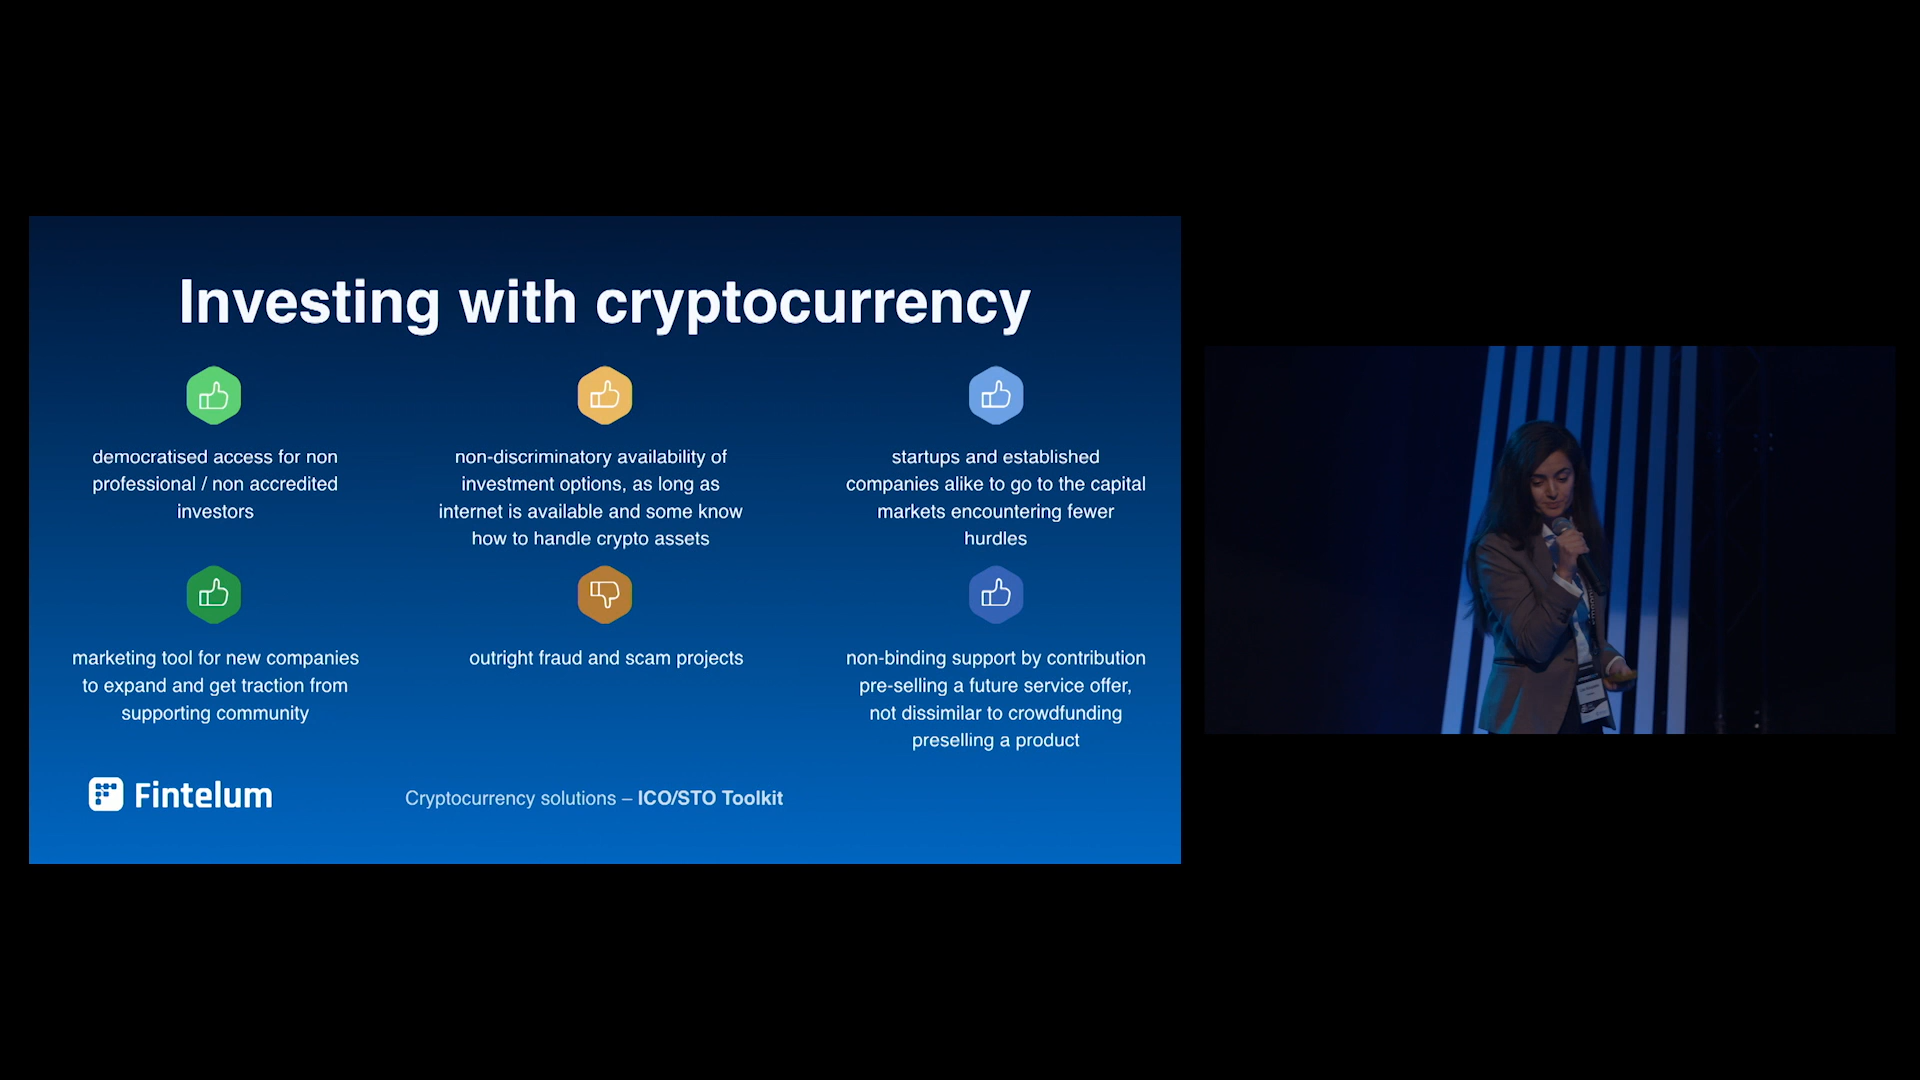 Investing with cryptocurrency
democratised access for non
professional / non accredited
investors
non-discriminatory availability of
investment options, as long as
internet is available and some know
how to handle crypto assets
startups and established
companies alike to go to the capital
markets encountering fewer
hurdles
marketing tool for new companies
to expand and get traction from
supporting community
outright fraud and scam projects
non-binding support by contribution
pre-selling a future service offer,
not dissimilar to crowdfunding
preselling a product
Fintelum
Cryptocurrency solutions – ICO/STO Toolkit